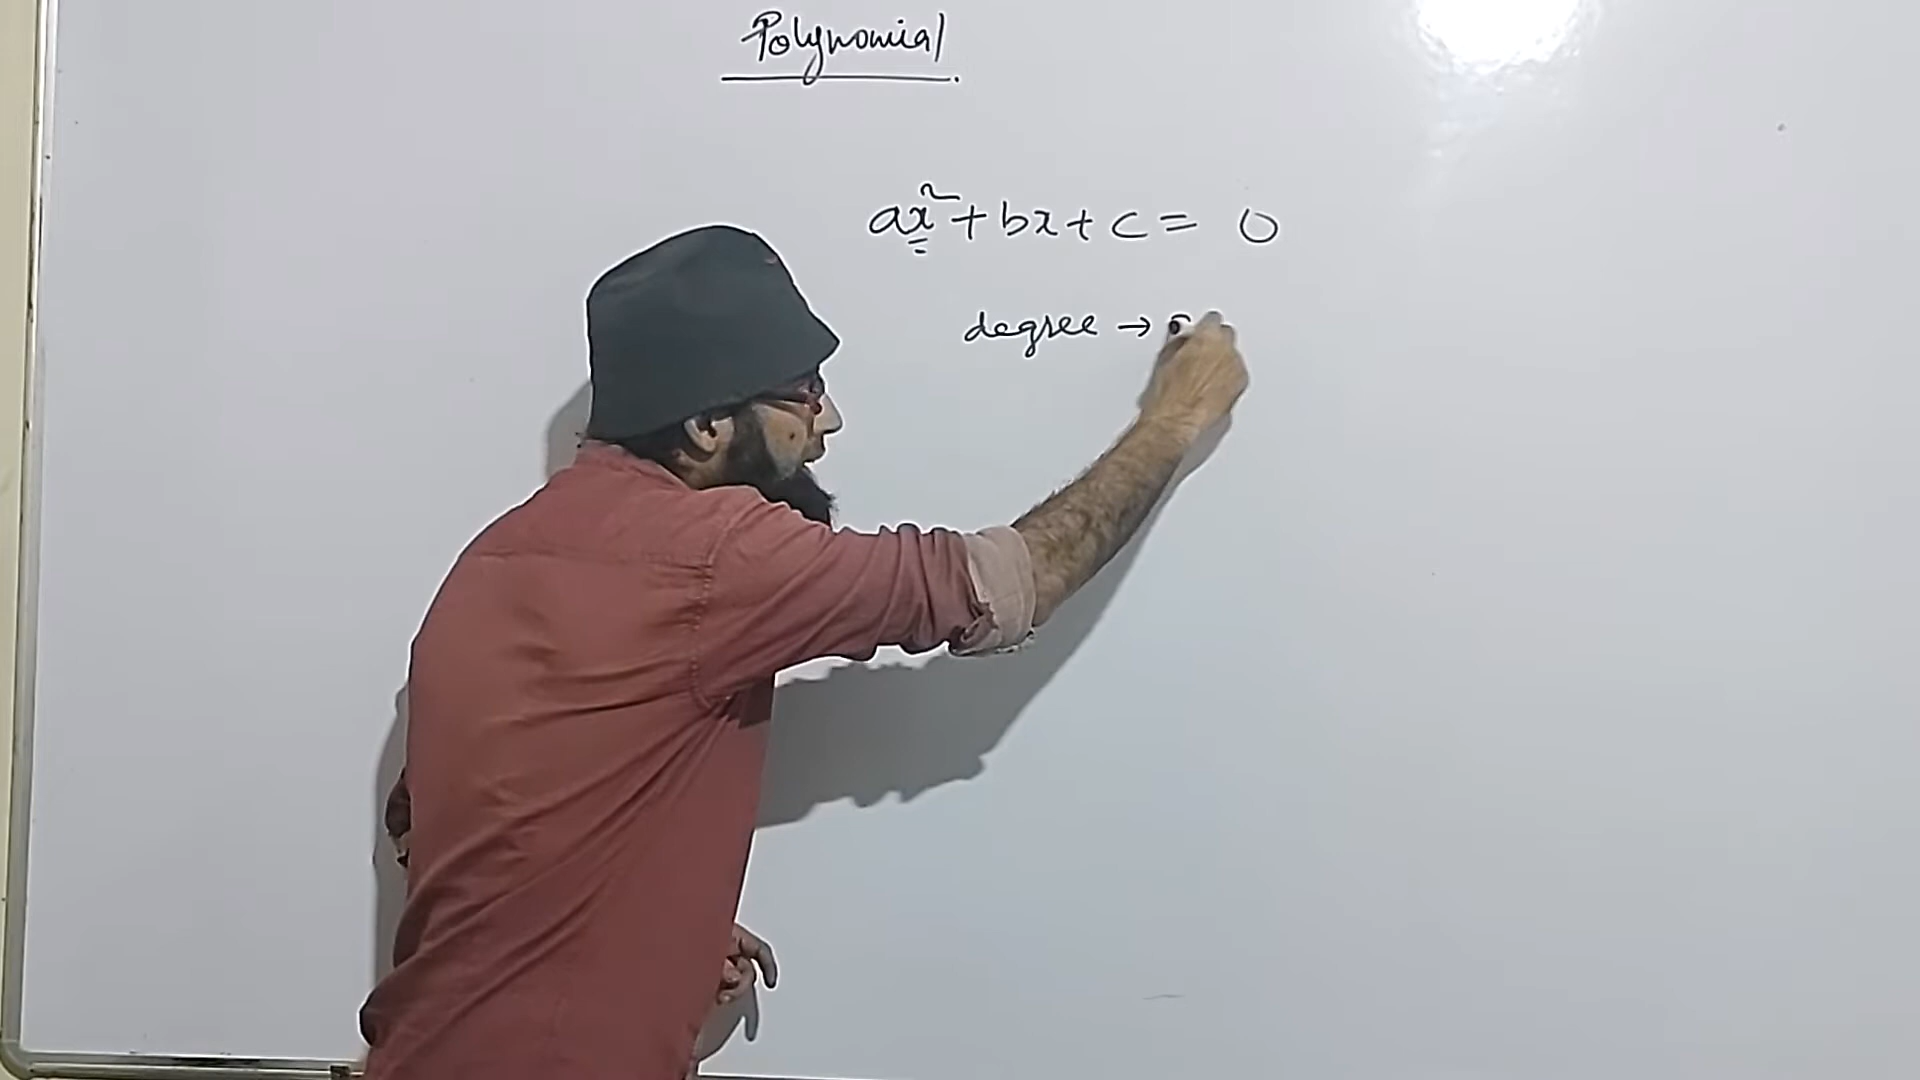 Polynomial
ax² + bx + c = 0
degree →